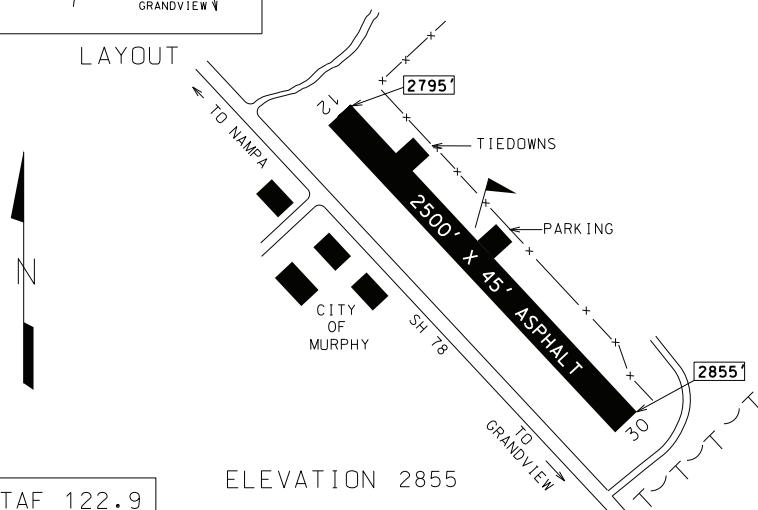 GRANDVIEW
LAYOUT
2795'
12
TO NAMPA
TIEDOWNS
PARKING
2500' X 45' ASPHALT
N
CITY
OF
MURPHY
SH 78
2855'
30
TO
GRANDVIEW
ELEVATION 2855
TAF 122.9